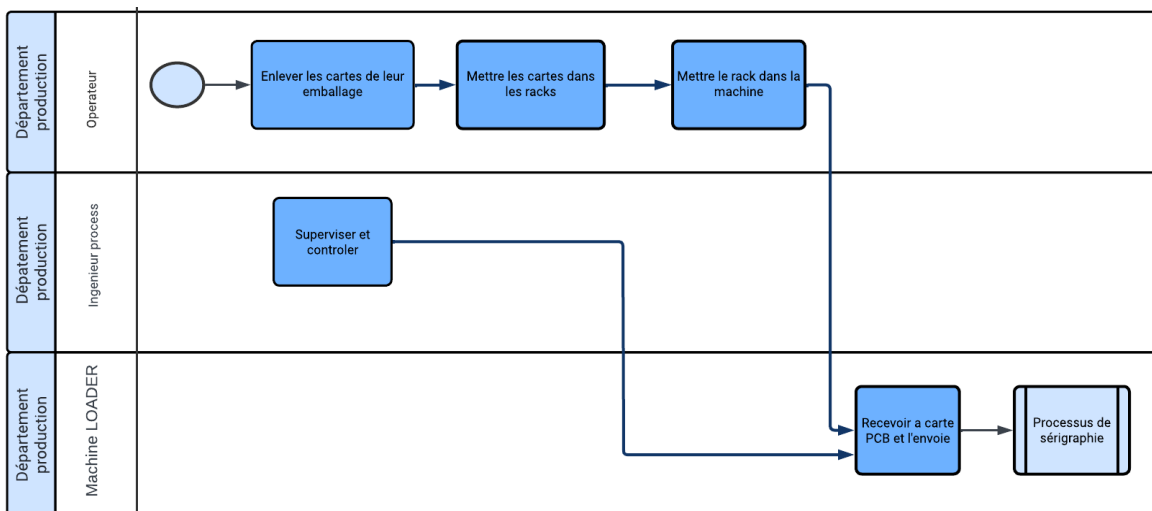 Département
production
Operateur
Enlever les cartes de leur
emballage
Mettre les cartes dans
les racks
Mettre le rack dans la
machine
Dépatement
production
Ingenieur process
Superviser et
controler
Département
production
Machine LOADER
Recevoir a carte
PCB et l'envoie
Processus de
sérigraphie